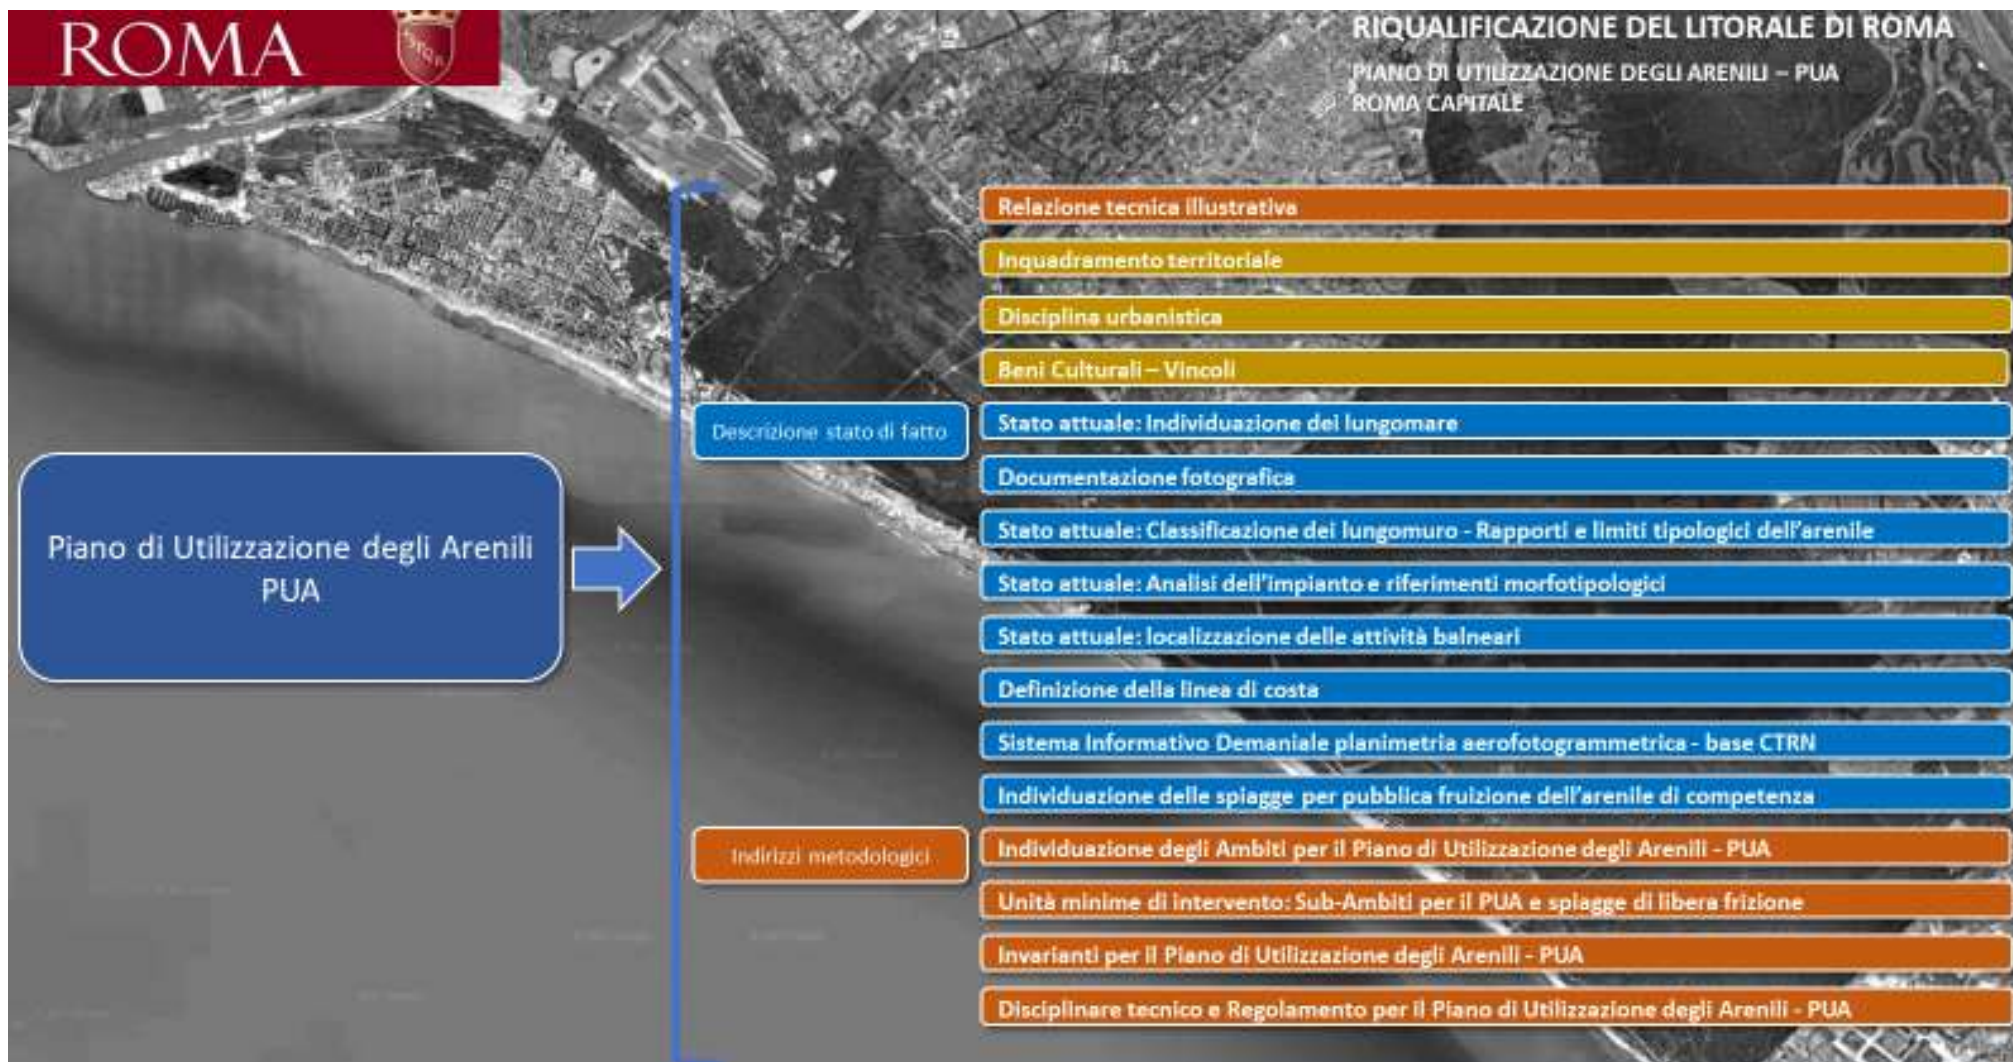 ROMA
RIQUALIFICAZIONE DEL LITORALE DI ROMA
PIANO DI UTILIZZAZIONE DEGLI ARENILI – PUA
ROMA CAPITALE
Piano di Utilizzazione degli Arenili
PUA
Relazione tecnica illustrativa
Inquadramento territoriale
Disciplina urbanistica
Beni Culturali – Vincoli
Descrizione stato di fatto
Stato attuale: Individuazione dei lungomare
Documentazione fotografica
Stato attuale: Classificazione dei lungomuro - Rapporti e limiti tipologici dell'arenile
Stato attuale: Analisi dell'impianto e riferimenti morfotipologici
Stato attuale: localizzazione delle attività balneari
Definizione della linea di costa
Sistema Informativo Demaniale planimetria aerofotogrammetrica - base CTRN
Individuazione delle spiagge per pubblica fruizione dell'arenile di competenza
Indirizzi metodologici
Individuazione degli Ambiti per il Piano di Utilizzazione degli Arenili - PUA
Unità minime di intervento: Sub-Ambiti per il PUA e spiagge di libera frizione
Invarianti per il Piano di Utilizzazione degli Arenili - PUA
Disciplinare tecnico e Regolamento per il Piano di Utilizzazione degli Arenili - PUA